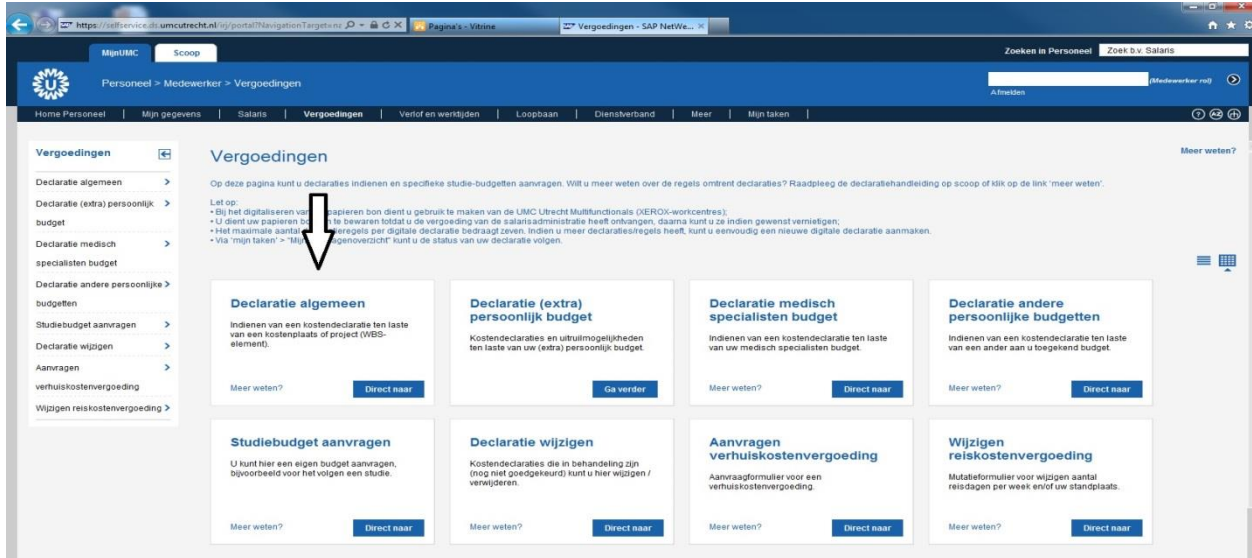 https://selfservice.ds.umcutrecht.nl/irj/portal?NavigationTarget=na
Pagina's - Vitrine
Vergoedingen - SAP NetWe...
MijnUMC
Scoop
Zoeken in Personeel
Zoek b.v. Salaris
Personeel > Medewerker > Vergoedingen
(Medewerker rol)
Afmelden
Home Personeel | Mijn gegevens | Salaris | Vergoedingen | Verlof en werktijden | Loopbaan | Dienstverband | Meer | Mijn taken |
Vergoedingen
Declaratie algemeen
Declaratie (extra) persoonlijk
budget
Declaratie medisch
specialisten budget
Declaratie andere persoonlijke
budgetten
Studiebudget aanvragen
Declaratie wijzigen
Aanvragen
verhuiskostenvergoeding
Wijzigen reiskostenvergoeding
Vergoedingen
Meer weten?
Op deze pagina kunt u declaraties indienen en specifieke studie-budgetten aanvragen. Wilt u meer weten over de regels omtrent declaraties? Raadpleeg de declaratiehandleiding op scoop of klik op de link 'meer weten'.
Let op:
• Bij het digitaliseren van papieren bon dient u gebruik te maken van de UMC Utrecht Multifunctionals (XEROX-workcentres);
• U dient uw papieren te bewaren totdat u de vergoeding van de salarisadministratie heeft ontvangen, daarna kunt u ze indien gewenst vernietigen;
• Het maximale aantal per digitale declaratie bedraagt zeven. Indien u meer declaraties/regels heeft, kunt u eenvoudig een nieuwe digitale declaratie aanmaken.
• Via 'mijn taken' > kunt u de status van uw declaratie volgen.
Declaratie algemeen
Indienen van een kostendeclaratie ten laste
van een kostenplaats of project (WBS-
element).
Meer weten?
Direct naar
Declaratie (extra)
persoonlijk budget
Kostendeclaraties en uitruilmogelijkheden
ten laste van uw (extra) persoonlijk budget.
Ga verder
Declaratie medisch
specialisten budget
Indienen van een kostendeclaratie ten laste
van uw medisch specialisten budget.
Meer weten?
Direct naar
Declaratie andere
persoonlijke budgetten
Indienen van een kostendeclaratie ten laste
van een ander aan u toegekend budget.
Meer weten?
Direct naar
Studiebudget aanvragen
U kunt hier een eigen budget aanvragen,
bijvoorbeeld voor het volgen een studie.
Meer weten?
Direct naar
Declaratie wijzigen
Kostendeclaraties die in behandeling zijn
(nog niet goedgekeurd) kunt u hier wijzigen /
verwijderen.
Meer weten?
Direct naar
Aanvragen
verhuiskostenvergoeding
Aanvraagformulier voor een
verhuiskostenvergoeding.
Meer weten?
Direct naar
Wijzigen
reiskostenvergoeding
Mutatieformulier voor wijzigen aantal
reisdagen per week en/of uw standplaats.
Meer weten?
Direct naar